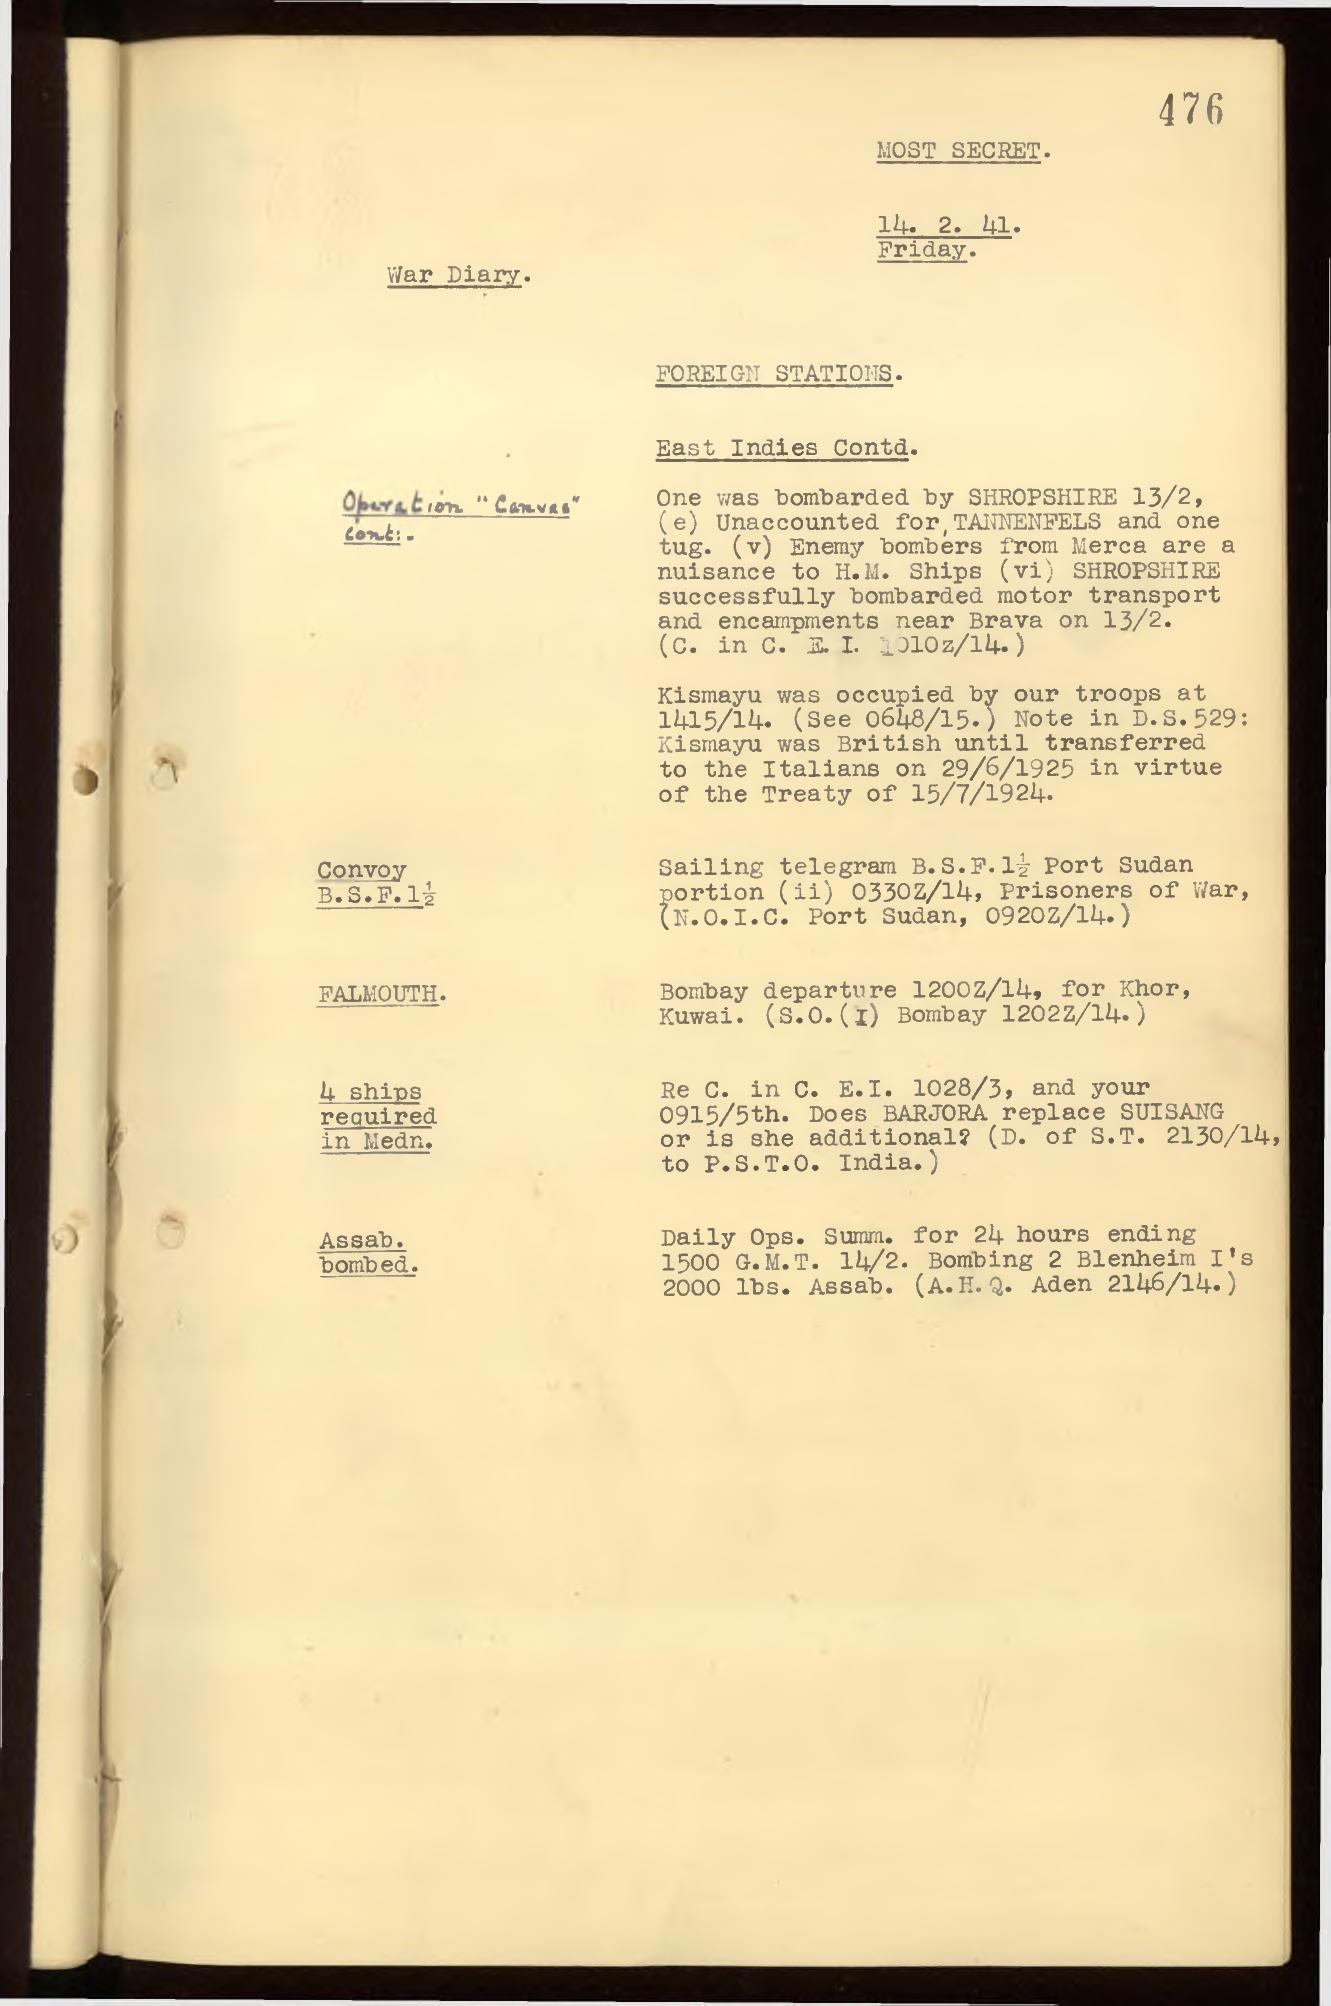 476
MOST SECRET.
14. 2. 41.
Friday.
War Diary.
FOREIGN STATIONS.
East Indies Contd.
Operation "Canvas"
Cont:.
One was bombarded by SHROPSHIRE 13/2,
(e) Unaccounted for, TANNENFELS and one
tug. (v) Enemy bombers from Merca are a
nuisance to H.M. Ships (vi) SHROPSHIRE
successfully bombarded motor transport
and encampments near Brava on 13/2.
(C. in C. E. I. 1010z/14.)
Kismayu was occupied by our troops at
1415/14. (See 0648/15.) Note in D.S.529:
Kismayu was British until transferred
to the Italians on 29/6/1925 in virtue
of the Treaty of 15/7/1924.
Convoy
B.S.F.1½
Sailing telegram B.S.F.1½ Port Sudan
portion (ii) 0330Z/14, Prisoners of War,
(N.O.I.C. Port Sudan, 0920Z/14.)
FALMOUTH.
Bombay departure 1200Z/14, for Khor,
Kuwai. (S.O.(I) Bombay 1202Z/14.)
4 ships
required
in Medn.
Re C. in C. E.I. 1028/3, and your
0915/5th. Does BARJORA replace SUISANG
or is she additional? (D. of S.T. 2130/14,
to P.S.T.O. India.)
Assab.
bombed.
Daily Ops. Summ. for 24 hours ending
1500 G.M.T. 14/2. Bombing 2 Blenheim I's
2000 lbs. Assab. (A.H.Q. Aden 2146/14.)